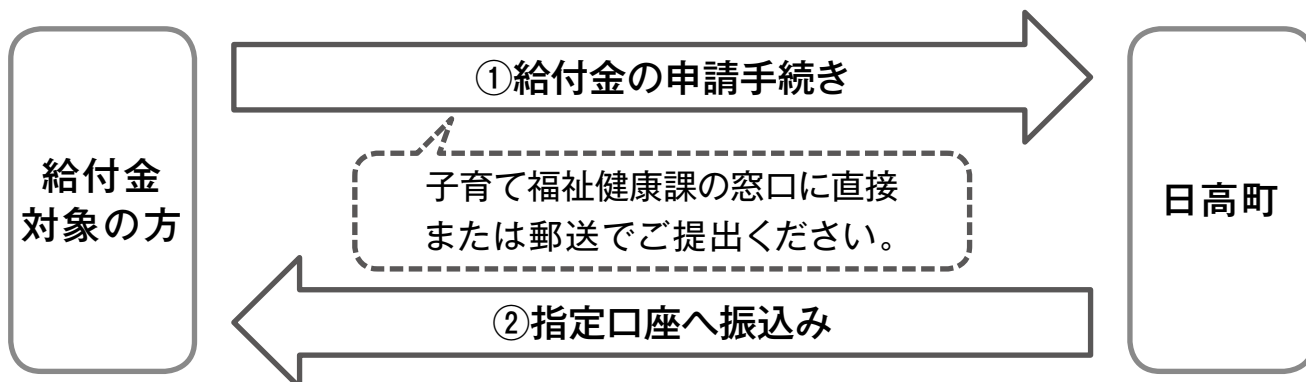 ①給付金の申請手続き
給付金
対象の方
子育て福祉健康課の窓口に直接
または郵送でご提出ください。
日高町
②指定口座へ振込み